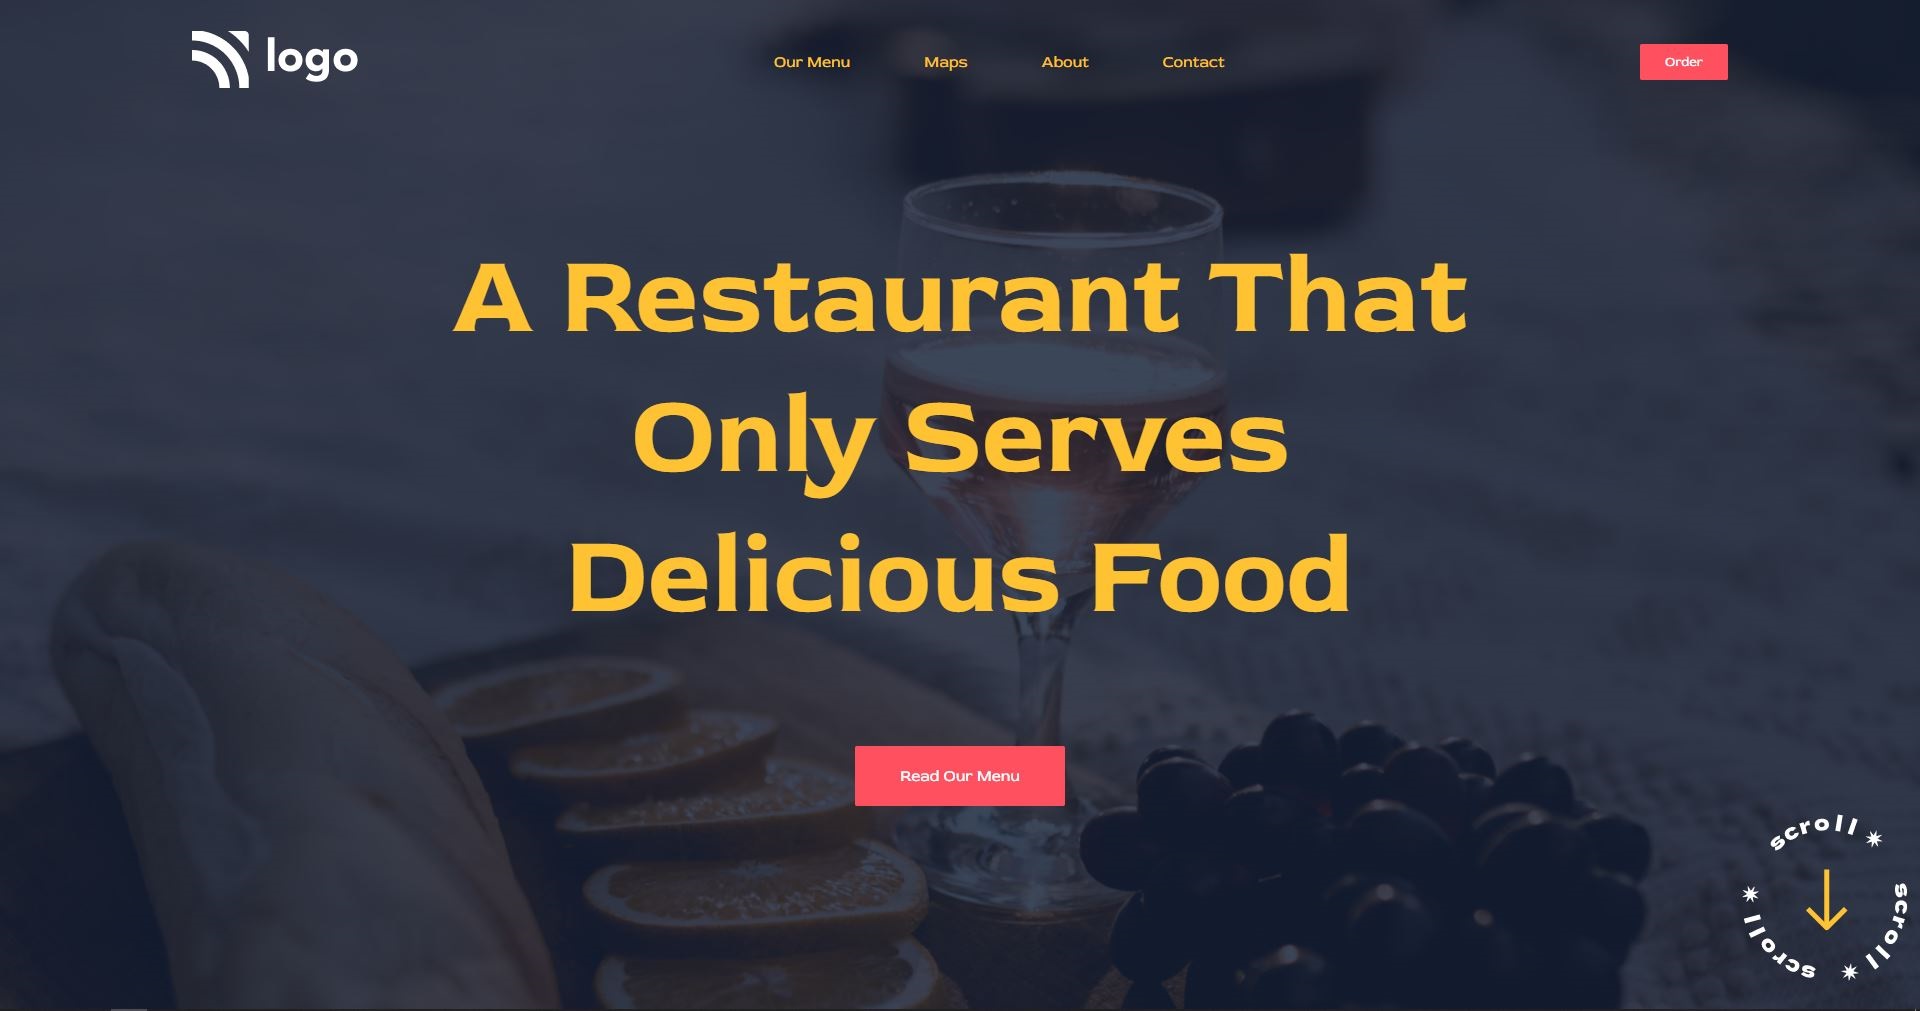 logo
Our Menu
Maps
About
Contact
Order
A Restaurant That
Only Serves
Delicious Food
Read Our Menu
scroll * scroll * scroll *